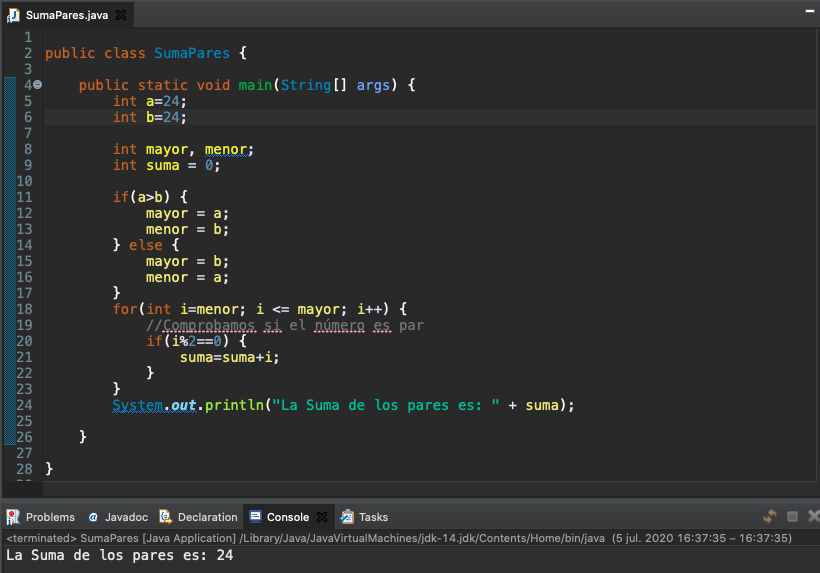 SumaPares.java
1
2 public class SumaPares {
3
4 public static void main(String[] args) {
5 int a=24;
6 int b=24;
7
8 int mayor, menor;
9 int suma = 0;
10
11 if(a>b) {
12 mayor = a;
13 menor = b;
14 } else {
15 mayor = b;
16 menor = a;
17 }
18 for(int i=menor; i <= mayor; i++) {
19 //Comprobamos si el número es par
20 if(i%2==0) {
21 suma=suma+i;
22 }
23 }
24 System.out.println("La Suma de los pares es: " + suma);
25
26 }
27
28 }
Problems @ Javadoc Declaration Console Tasks
<terminated> SumaPares [Java Application] /Library/Java/JavaVirtualMachines/jdk-14.jdk/Contents/Home/bin/java (5 jul. 2020 16:37:35 – 16:37:35)
La Suma de los pares es: 24